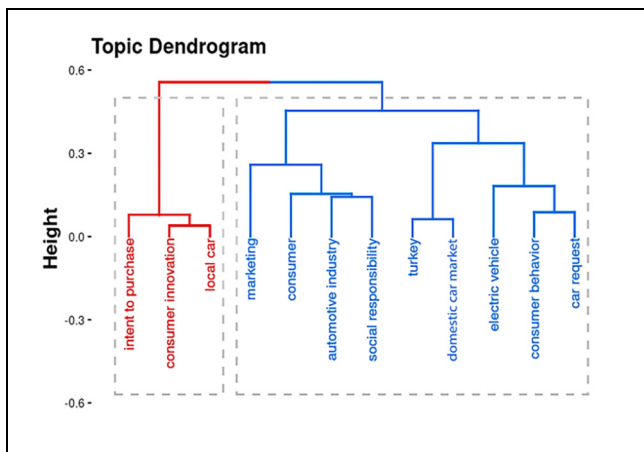 Topic Dendrogram
0.6
0.3
0.0
-0.3
-0.6
Height
intent to purchase
consumer innovation
local car
marketing
consumer
automotive industry
social responsibility
turkey
domestic car market
electric vehicle
consumer behavior
car request